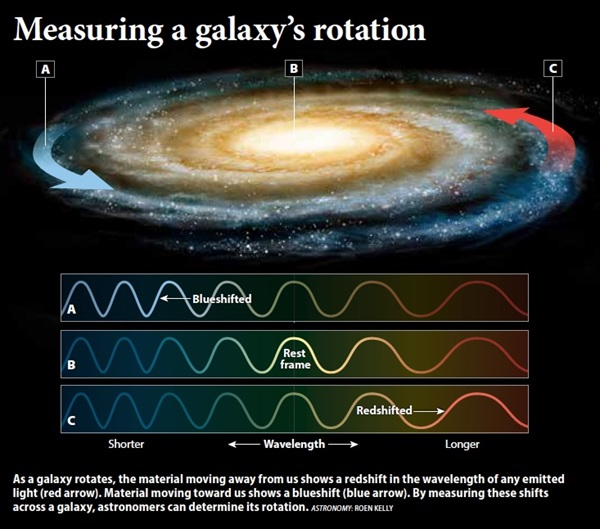 Measuring a galaxy's rotation
A
B
C
A
Blueshifted
B
Rest
frame
C
Redshifted
Shorter
Wavelength
Longer
As a galaxy rotates, the material moving away from us shows a redshift in the wavelength of any emitted
light (red arrow). Material moving toward us shows a blueshift (blue arrow). By measuring these shifts
across a galaxy, astronomers can determine its rotation. ASTRONOMY: ROEN KELLY